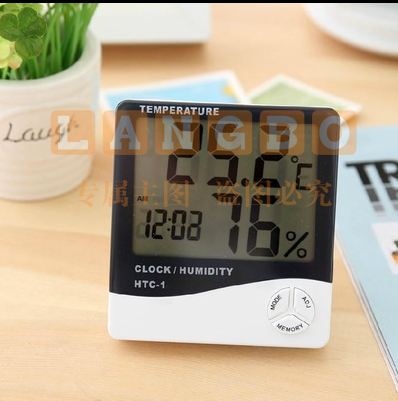 Laugh
TEMPERATURE
LANGBO
23.6°C
专属主图 盗图必究
AM
12:08
76%
CLOCK/HUMIDITY
HTC-1
MODE
ADJ
MEMORY
TR